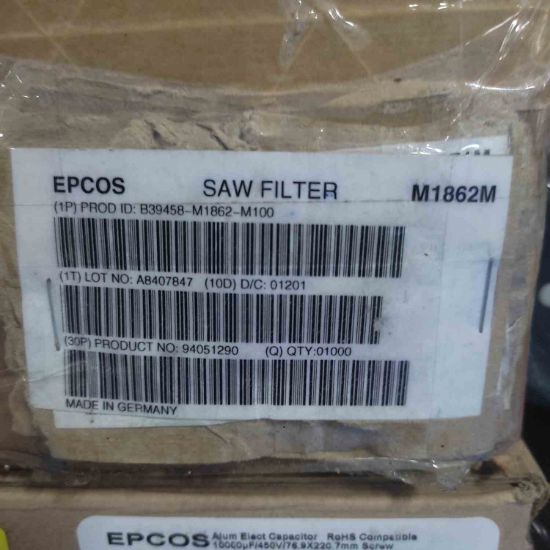 EPCOS SAW FILTER M1862M
(1P) PROD ID: B39458-M1862-M100
(1T) LOT NO: A8407847 (10D) D/C: 01201
(30P) PRODUCT NO: 94051290 (Q) QTY:01000
MADE IN GERMANY
EPCOS Alum Elect Capacitor RoHS Compatible
10000µF/450V/76.9X220.7mm Screw